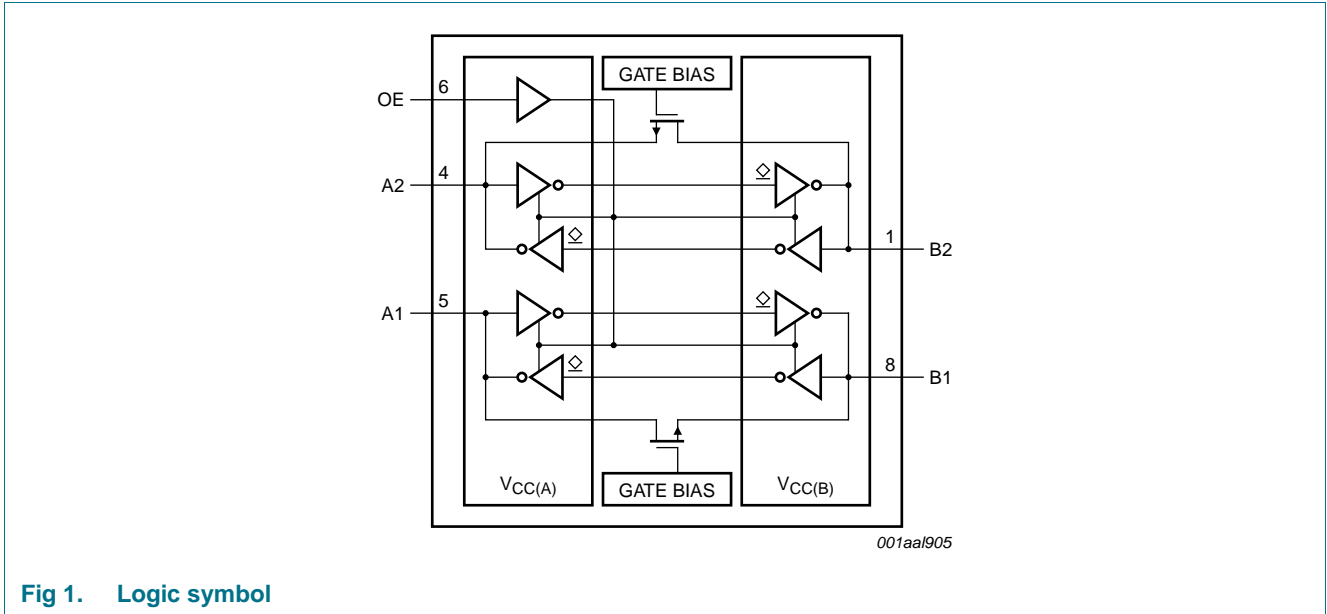 GATE BIAS
OE 6
A2 4
1 B2
A1 5
8 B1
VCC(A) GATE BIAS VCC(B)
001aal905
Fig 1. Logic symbol